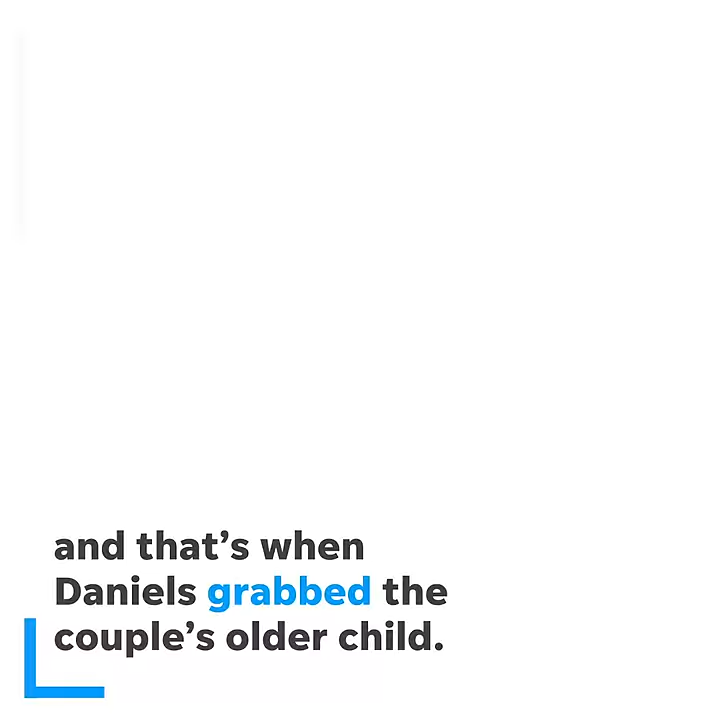 and that’s when
Daniels grabbed the
couple’s older child.